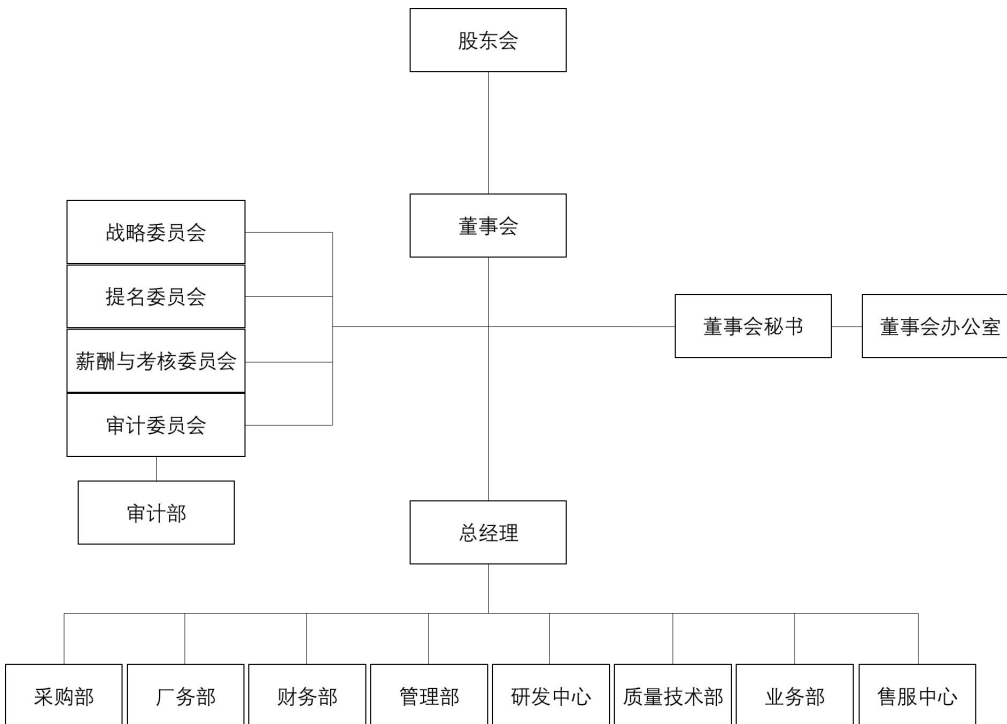 股东会
董事会
战略委员会
提名委员会
薪酬与考核委员会
审计委员会
审计部
董事会秘书
董事会办公室
总经理
采购部
厂务部
财务部
管理部
研发中心
质量技术部
业务部
售服中心